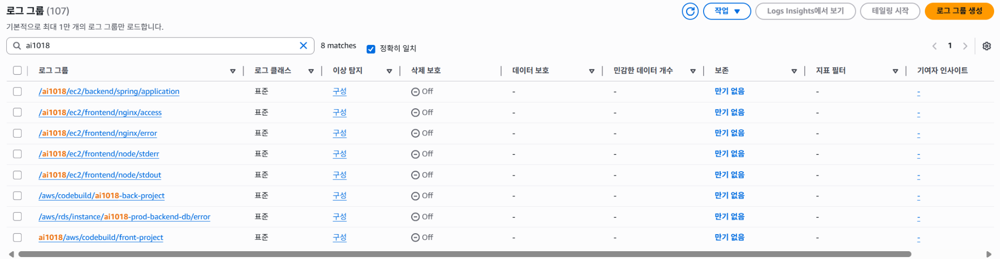 로그 그룹 (107)
작업
Logs Insights에서 보기
테일링 시작
로그 그룹 생성
기본적으로 최대 1만 개의 로그 그룹만 로드합니다.
ai1018
8 matches
정확히 일치
1
로그 그룹 로그 클래스 이상 탐지 삭제 보호 데이터 보호 민감한 데이터 개수 보존 지표 필터 기여자 인사이트
/ai1018/ec2/backend/spring/application 표준 구성 Off - - 만기 없음 - -
/ai1018/ec2/frontend/nginx/access 표준 구성 Off - - 만기 없음 - -
/ai1018/ec2/frontend/nginx/error 표준 구성 Off - - 만기 없음 - -
/ai1018/ec2/frontend/node/stderr 표준 구성 Off - - 만기 없음 - -
/ai1018/ec2/frontend/node/stdout 표준 구성 Off - - 만기 없음 - -
/aws/codebuild/ai1018-back-project 표준 구성 Off - - 만기 없음 - -
/aws/rds/instance/ai1018-prod-backend-db/error 표준 구성 Off - - 만기 없음 - -
ai1018/aws/codebuild/front-project 표준 구성 Off - - 만기 없음 - -